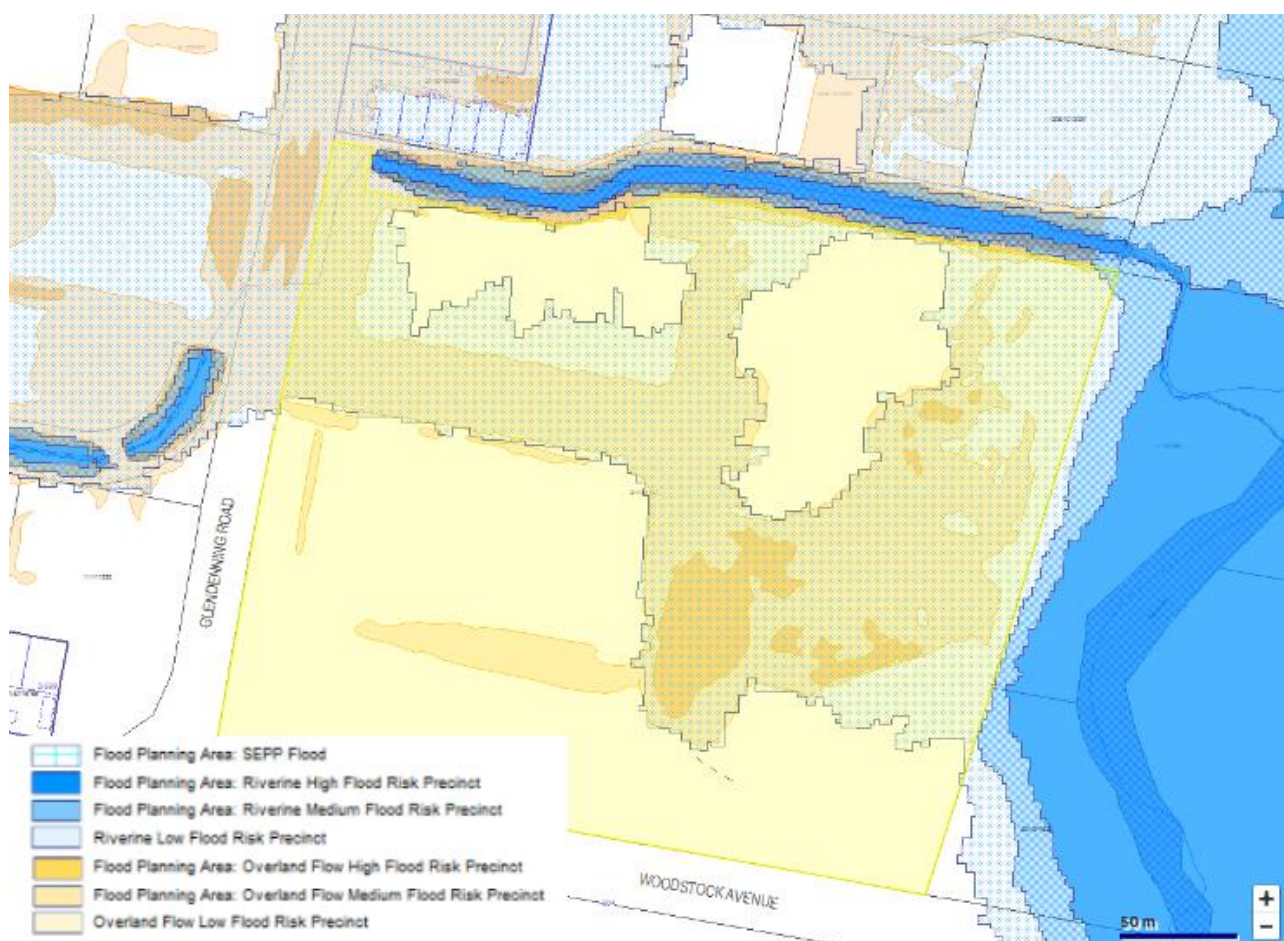 GLENDENNING ROAD
Flood Planning Area: SEPP Flood
Flood Planning Area: Riverine High Flood Risk Precinct
Flood Planning Area: Riverine Medium Flood Risk Precinct
Riverine Low Flood Risk Precinct
Flood Planning Area: Overland Flow High Flood Risk Precinct
Flood Planning Area: Overland Flow Medium Flood Risk Precinct
Overland Flow Low Flood Risk Precinct
WOODSTOCK AVENUE
50 m
+
−